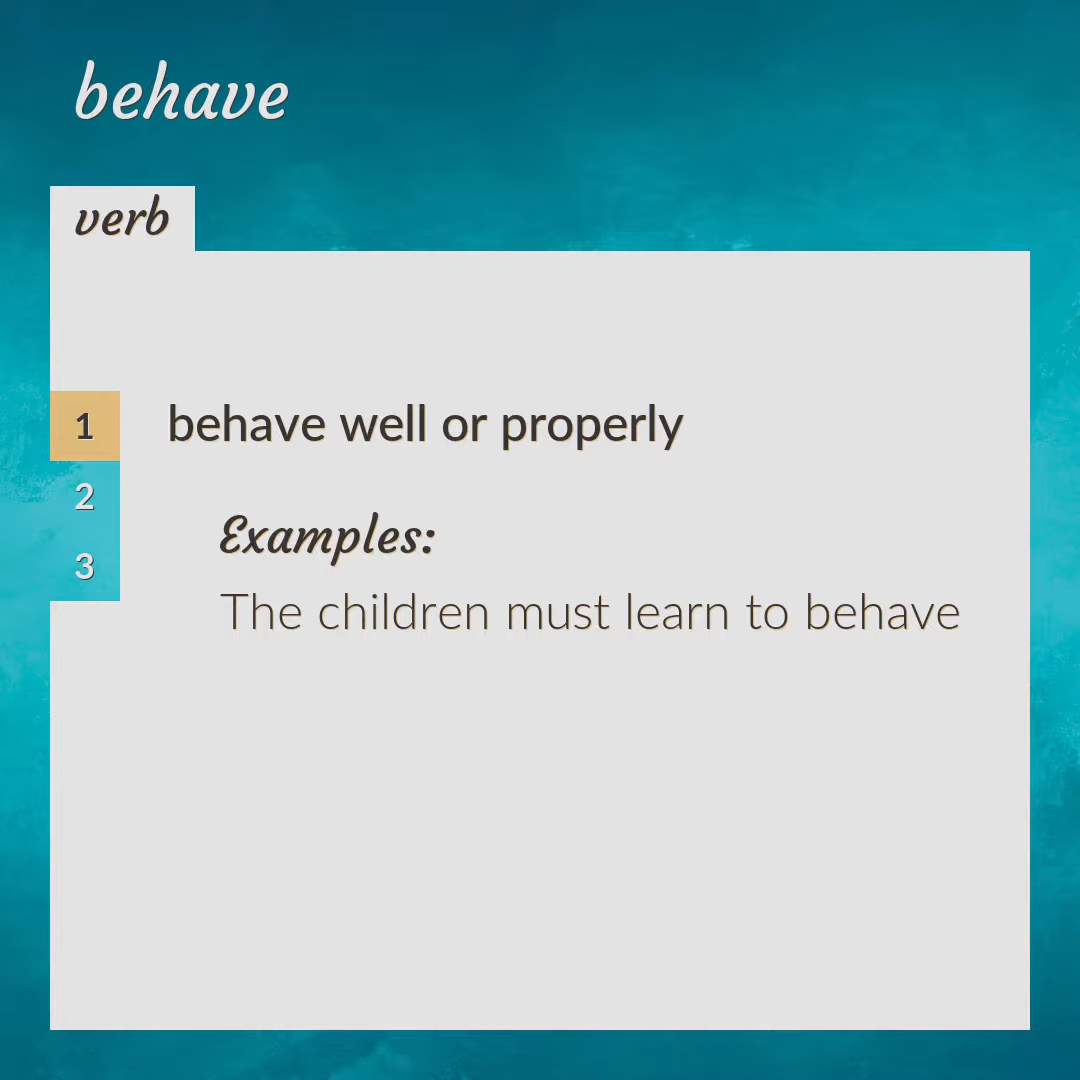 behave
verb
1
behave well or properly
2
Examples:
3
The children must learn to behave